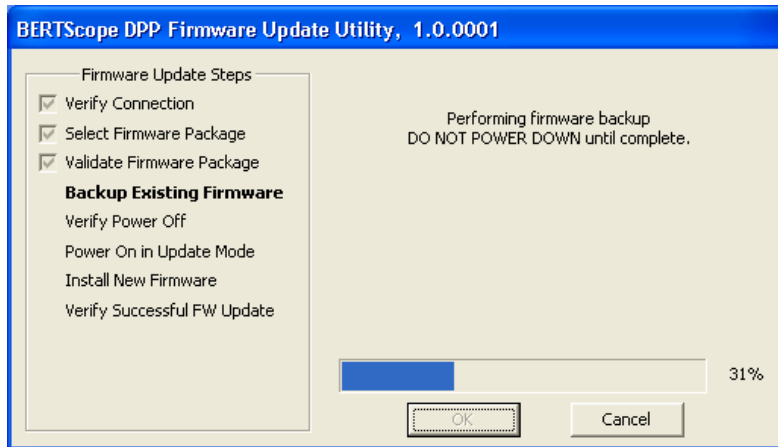 BERTScope DPP Firmware Update Utility, 1.0.0001
Firmware Update Steps
Verify Connection
Select Firmware Package
Validate Firmware Package
Backup Existing Firmware
Verify Power Off
Power On in Update Mode
Install New Firmware
Verify Successful FW Update
Performing firmware backup
DO NOT POWER DOWN until complete.
31%
OK
Cancel